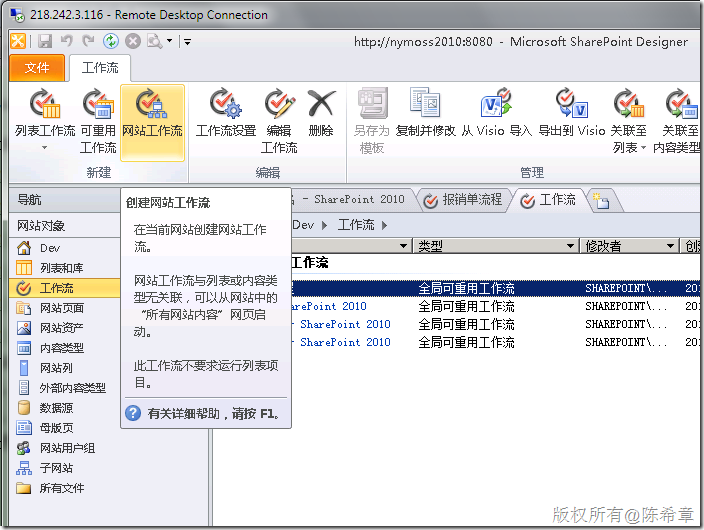 218.242.3.116 - Remote Desktop Connection
http://nymoss2010:8080 - Microsoft SharePoint Designer
文件 工作流
列表工作流 可重用工作流 网站工作流 工作流设置 编辑工作流 删除 另存为模板 复制并修改 从 Visio 导入 导出到 Visio 关联至列表 关联至内容类型
新建 编辑 管理
导航
- SharePoint 2010 报销单流程 工作流
网站对象
Dev 工作流
类型 修改者 创
工作流
全局可重用工作流 SHAREPOINT\... 201
arePoint 2010 全局可重用工作流 SHAREPOINT\... 201
- SharePoint 2010 全局可重用工作流 SHAREPOINT\... 201
- SharePoint 2010 全局可重用工作流 SHAREPOINT\... 201
Dev
列表和库
工作流
网站页面
网站资产
内容类型
网站列
外部内容类型
数据源
母版页
网站用户组
子网站
所有文件
创建网站工作流
在当前网站创建网站工作
流。
网站工作流与列表或内容类
型无关联，可以从网站中的
“所有网站内容”网页启
动。
此工作流不要求运行列表项
目。
有关详细帮助，请按 F1。
版权所有@陈希章